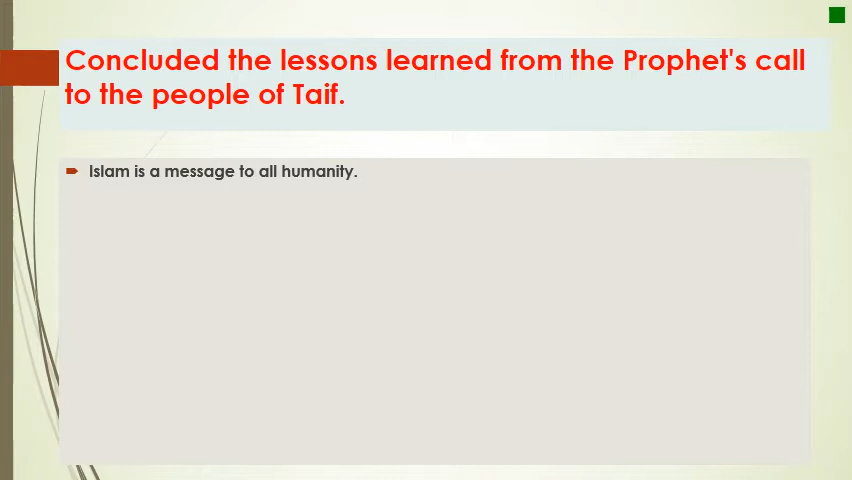 Concluded the lessons learned from the Prophet's call
to the people of Taif.
Islam is a message to all humanity.